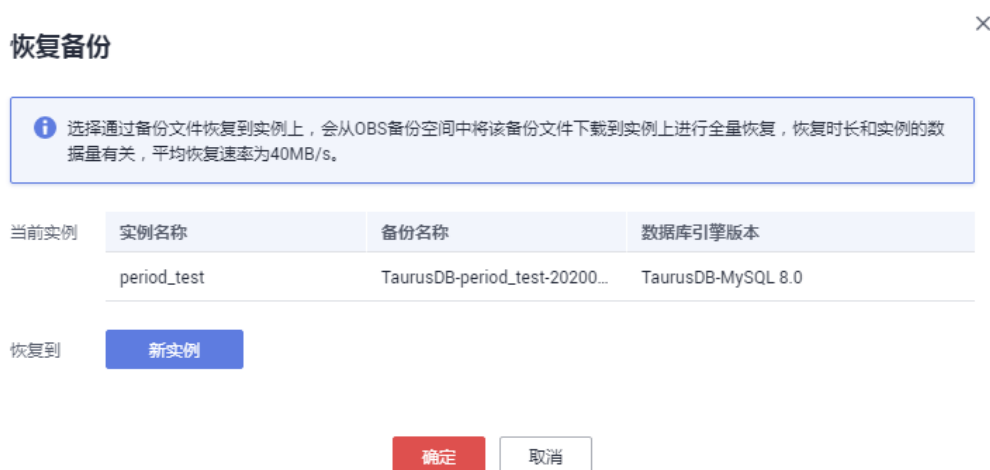 恢复备份
选择通过备份文件恢复到实例上，会从OBS备份空间中将该备份文件下载到实例上进行全量恢复，恢复时长和实例的数
据量有关，平均恢复速率为40MB/s。
当前实例 实例名称 备份名称 数据库引擎版本
period_test TaurusDB-period_test-20200... TaurusDB-MySQL 8.0
恢复到 新实例
确定 取消